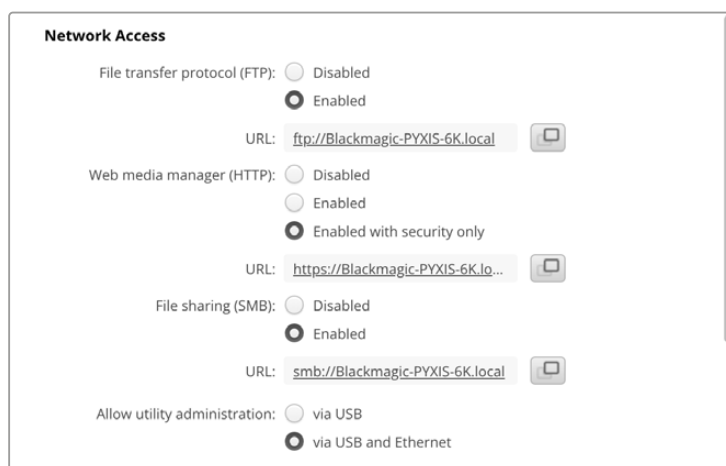 Network Access
File transfer protocol (FTP): Disabled
Enabled
URL: ftp://Blackmagic-PYXIS-6K.local
Web media manager (HTTP): Disabled
Enabled
Enabled with security only
URL: https://Blackmagic-PYXIS-6K.lo...
File sharing (SMB): Disabled
Enabled
URL: smb://Blackmagic-PYXIS-6K.local
Allow utility administration: via USB
via USB and Ethernet